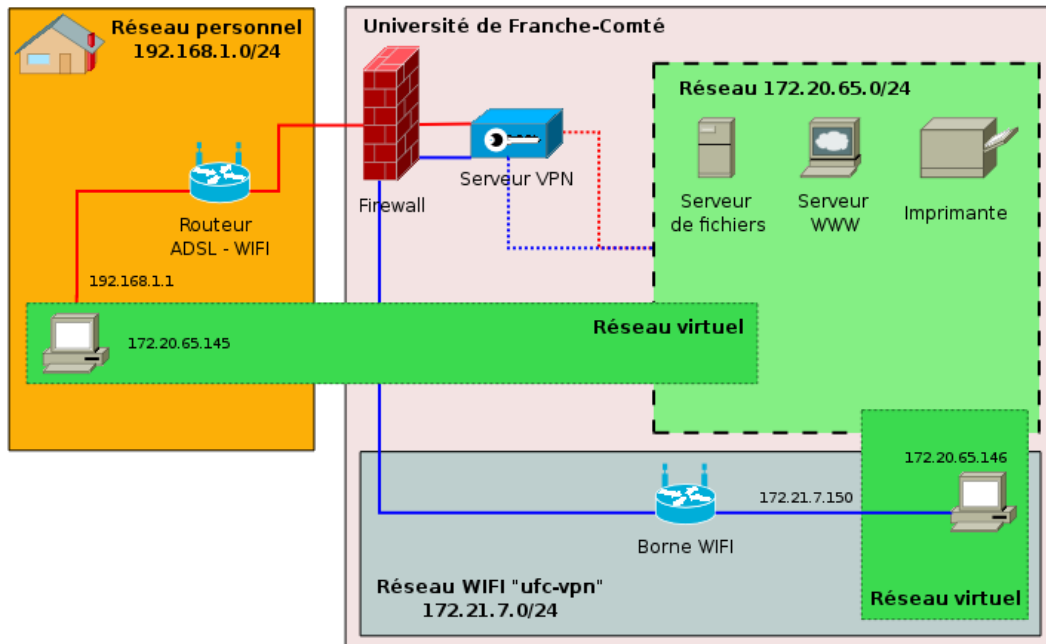 Réseau personnel
192.168.1.0/24
Université de Franche-Comté
Réseau 172.20.65.0/24
Serveur VPN
Firewall
Routeur
ADSL - WIFI
Serveur
de fichiers
Serveur
WWW
Imprimante
192.168.1.1
172.20.65.145
Réseau virtuel
172.20.65.146
172.21.7.150
Borne WIFI
Réseau WIFI "ufc-vpn"
172.21.7.0/24
Réseau virtuel